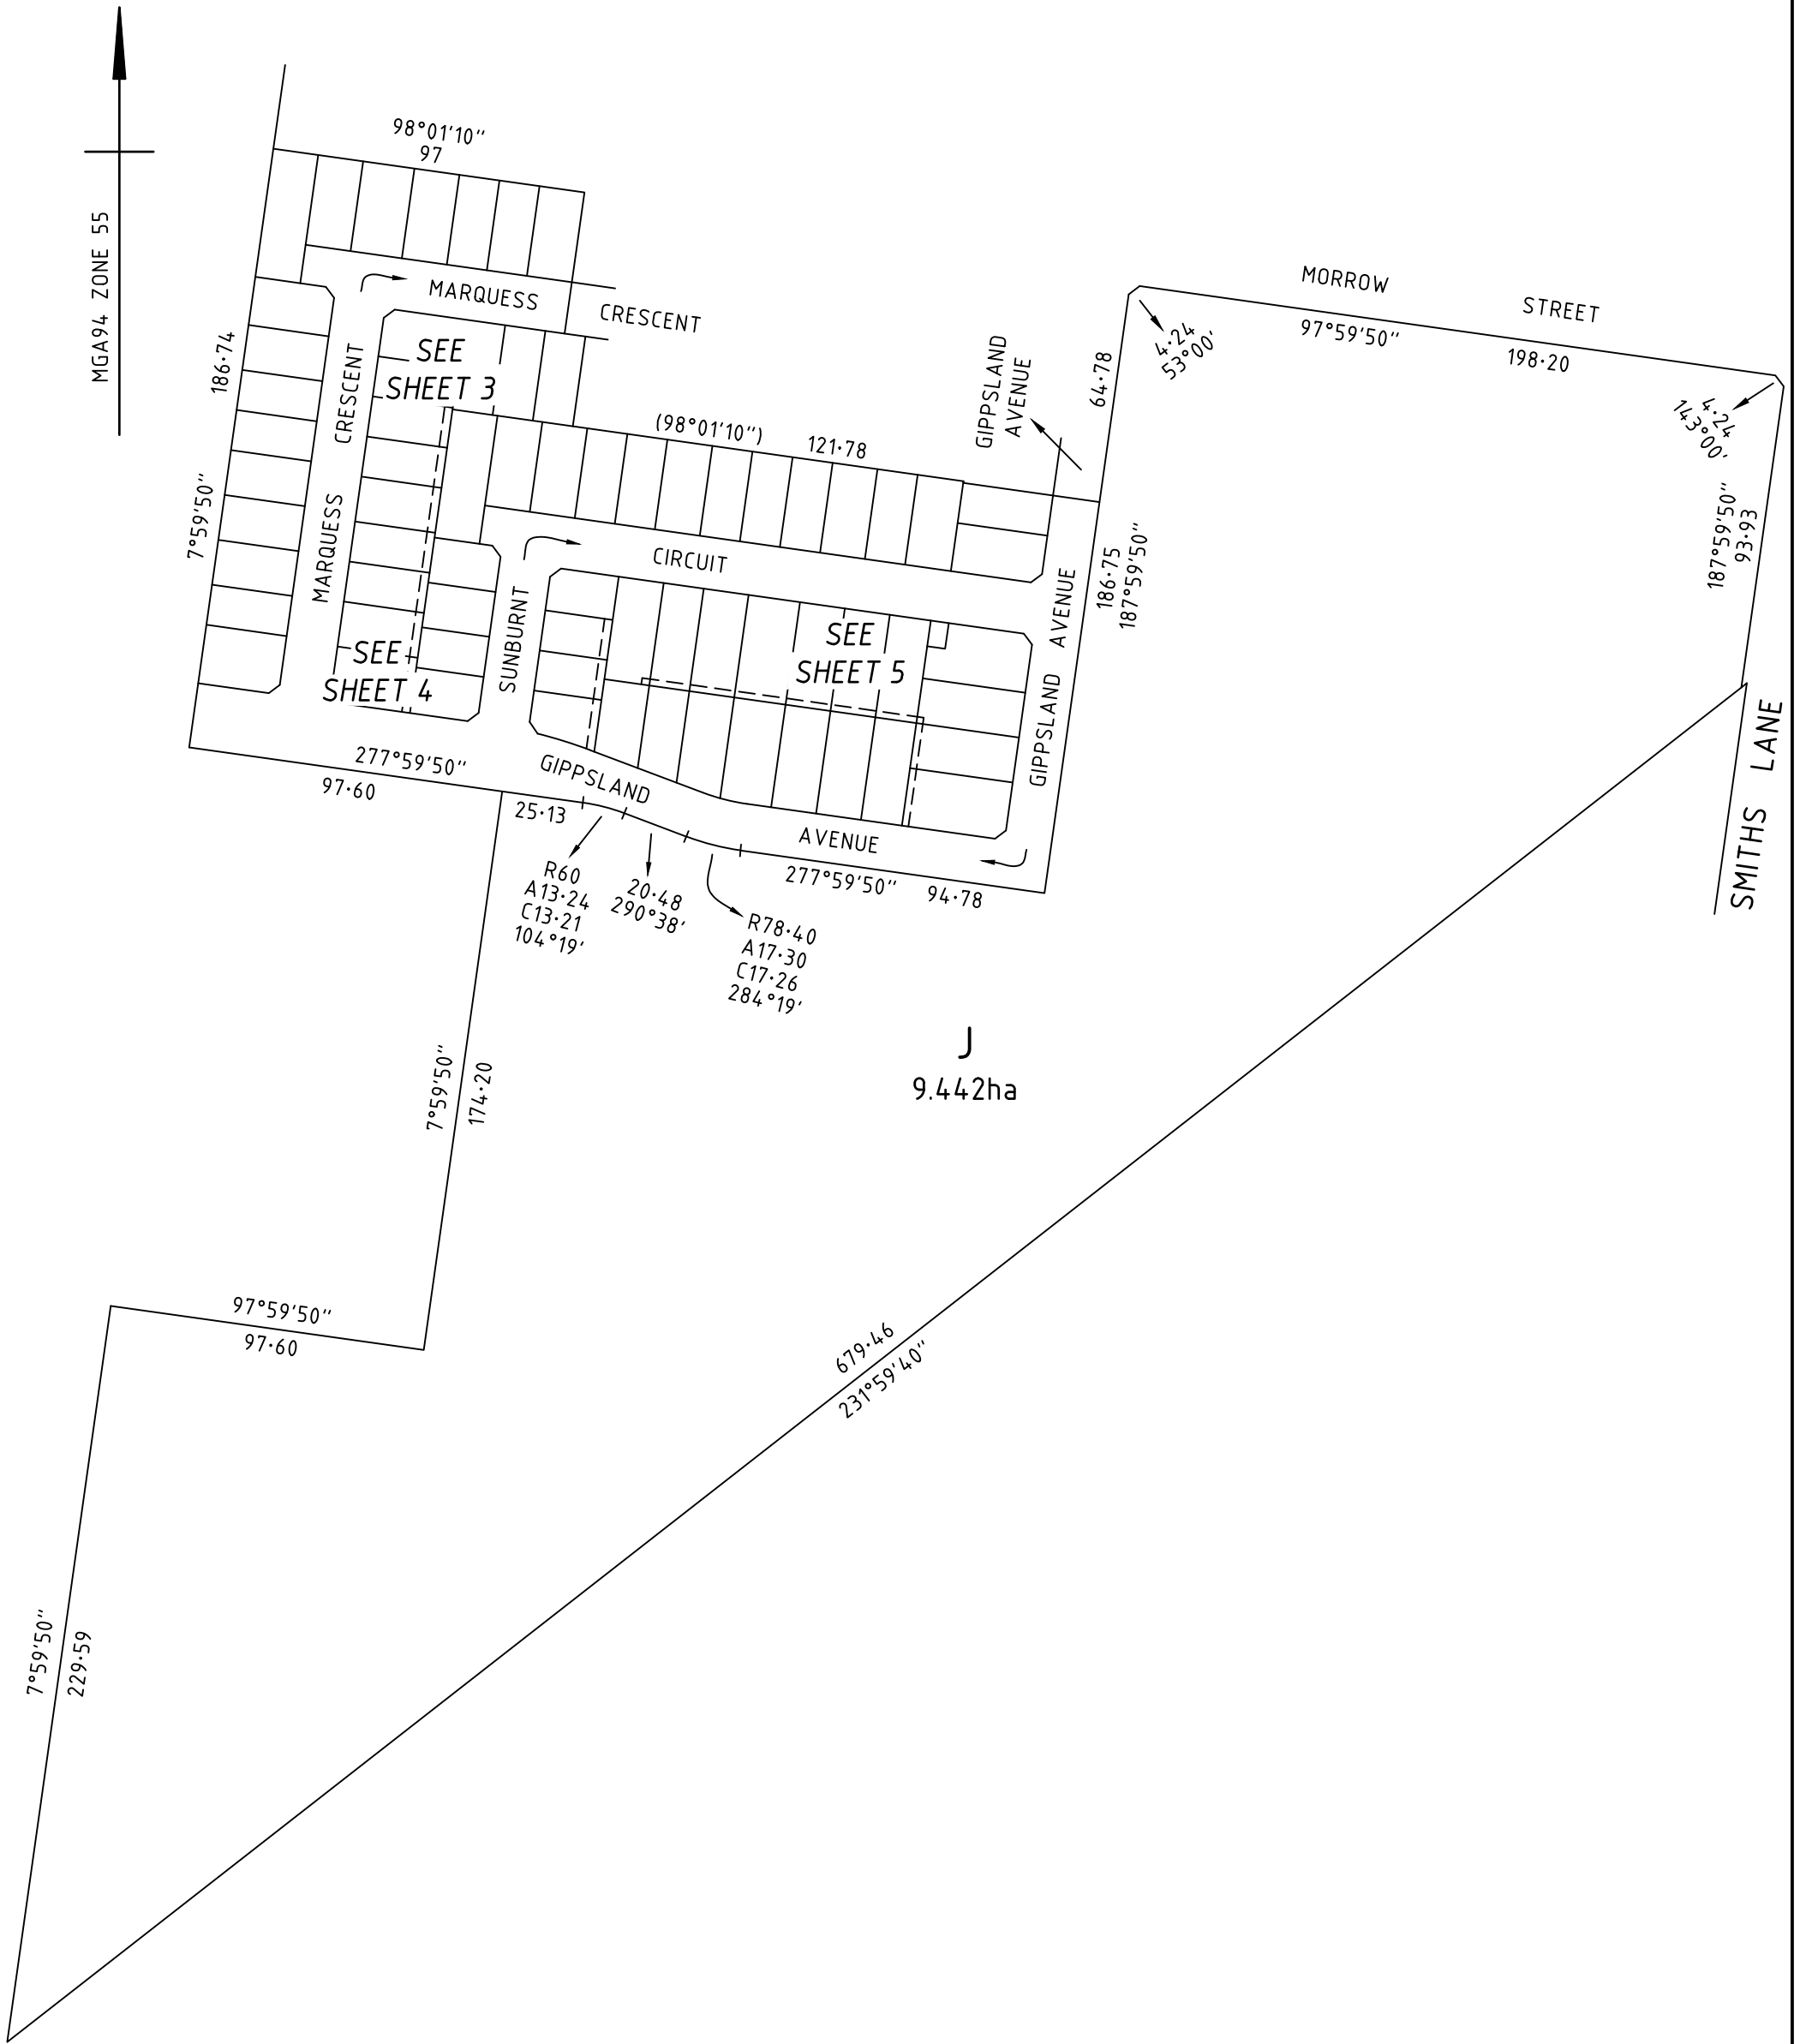 MGA94 ZONE 55
98°01'10"
97
MARQUESS
CRESCENT
SEE
SHEET 3
186·74
7°59'50"
CRESCENT
MARQUESS
(98°01'10")
121·78
GIPPSLAND
AVENUE
64·78
4·24
53°00'
MORROW
STREET
97°59'50"
198·20
4·24
143°00'
187°59'50"
93·93
CIRCUIT
SUNBURNT
SEE
SHEET 4
SEE
SHEET 5
186·75
187°59'50"
AVENUE
GIPPSLAND
SMITHS LANE
277°59'50"
97·60
GIPPSLAND
AVENUE
25·13
R60
A13·24
C13·21
104°19'
20·48
290°38'
R78·40
A17·30
C17·26
284°19'
277°59'50"
94·78
J
9.442ha
7°59'50"
174·20
97°59'50"
97·60
679·46
231°59'40"
7°59'50"
229·59